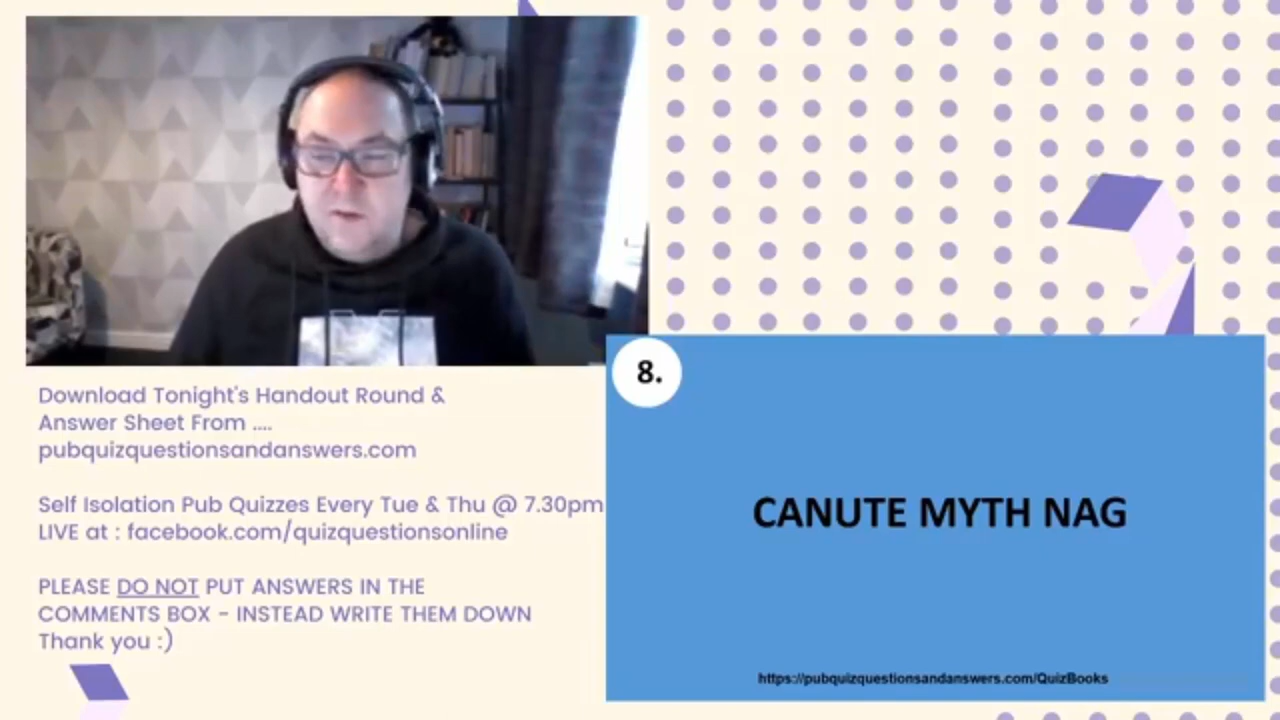 Download Tonight's Handout Round &
Answer Sheet From ....
pubquizquestionsandanswers.com
Self Isolation Pub Quizzes Every Tue & Thu @ 7.30pm
LIVE at : facebook.com/quizquestionsonline
PLEASE DO NOT PUT ANSWERS IN THE
COMMENTS BOX - INSTEAD WRITE THEM DOWN
Thank you :)
8.
CANUTE MYTH NAG
https://pubquizquestionsandanswers.com/QuizBooks